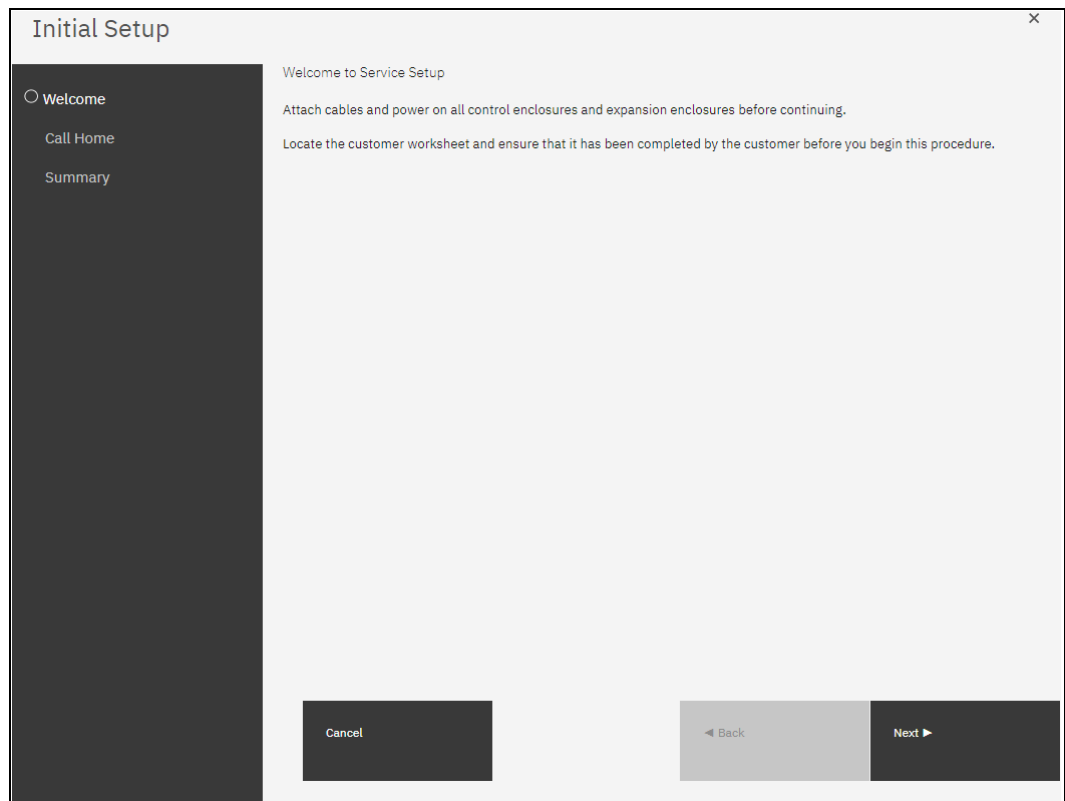 Initial Setup
×
Welcome
Call Home
Summary
Welcome to Service Setup
Attach cables and power on all control enclosures and expansion enclosures before continuing.
Locate the customer worksheet and ensure that it has been completed by the customer before you begin this procedure.
Cancel
◄ Back
Next ►